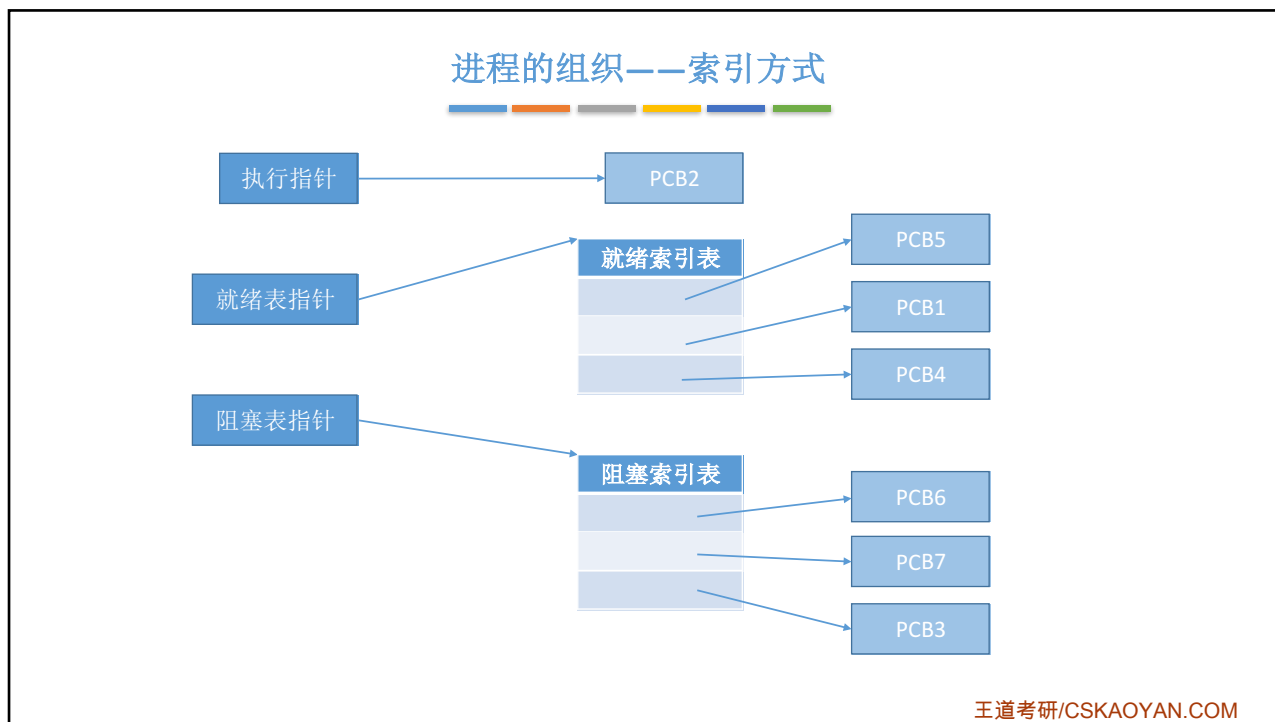 进程的组织——索引方式
执行指针
PCB2
就绪表指针
就绪索引表
PCB5
PCB1
PCB4
阻塞表指针
阻塞索引表
PCB6
PCB7
PCB3
王道考研/CSKAOYAN.COM